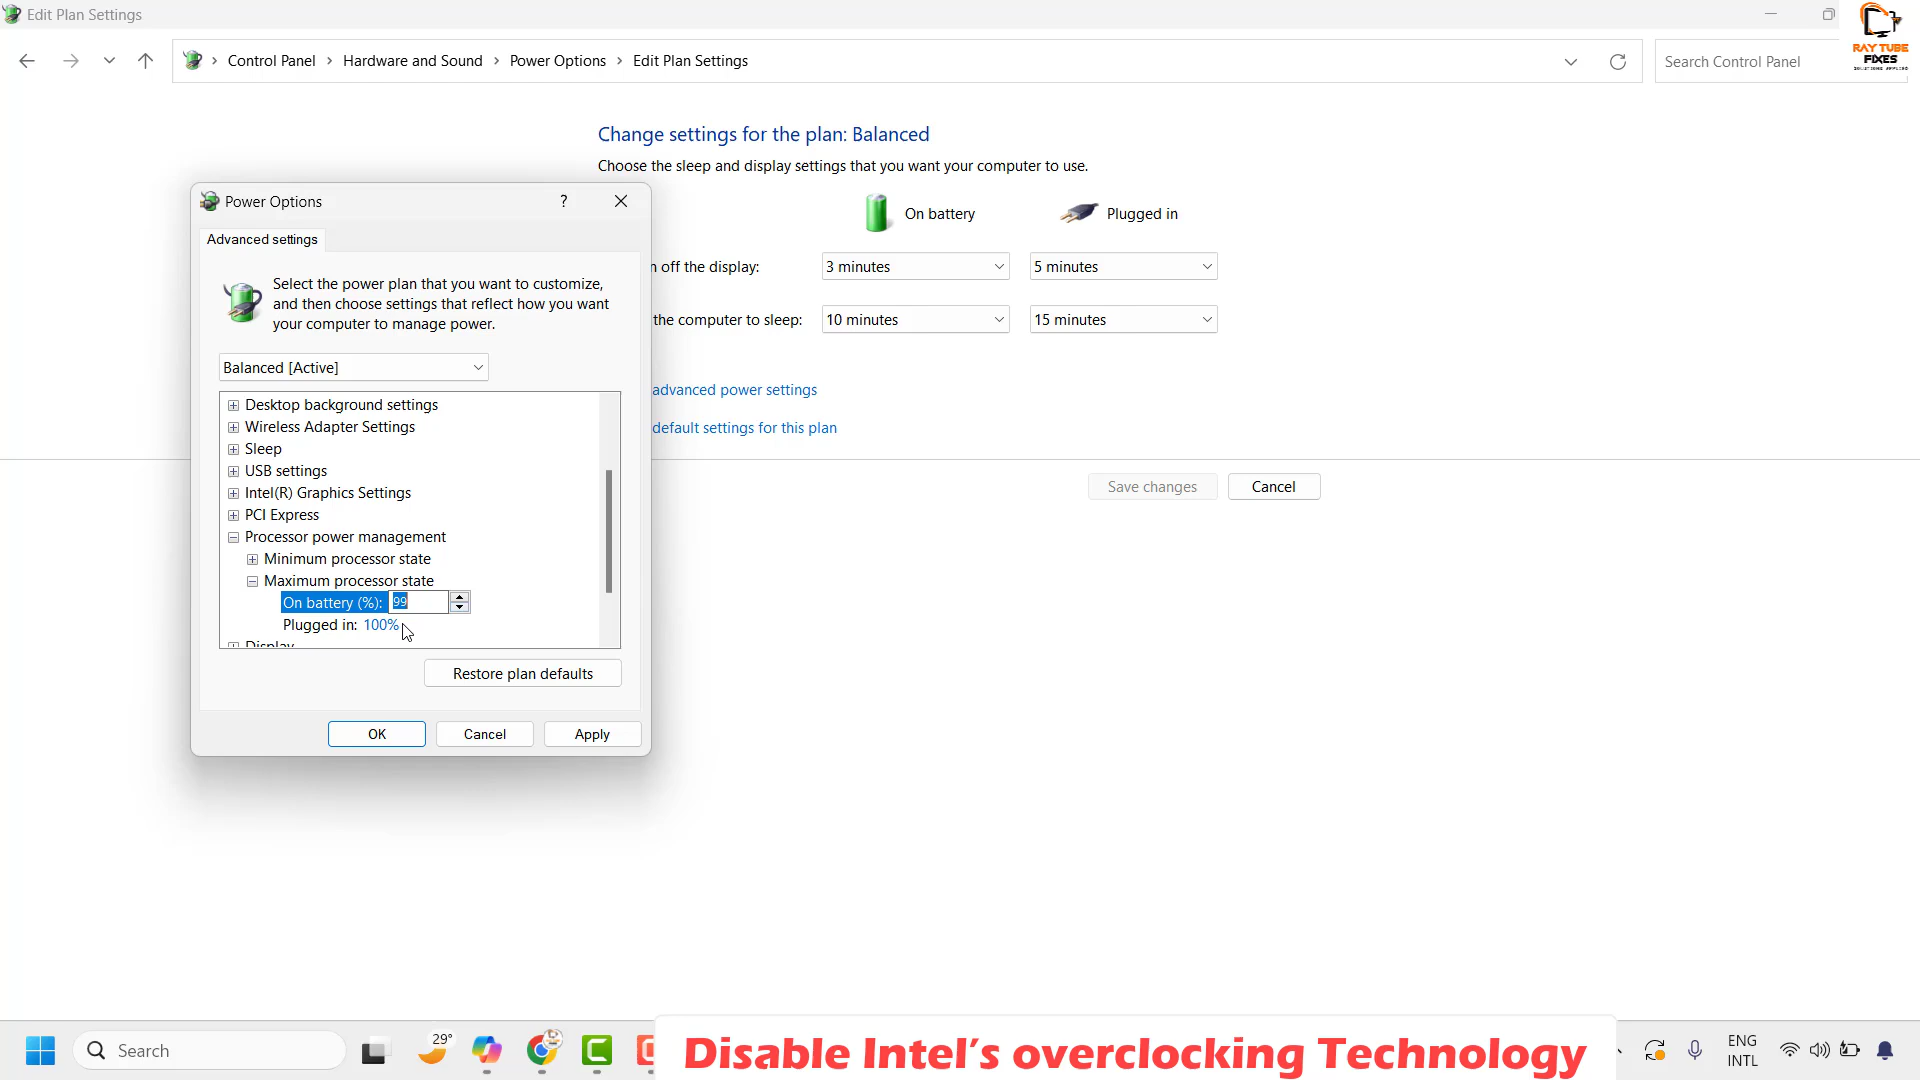 Edit Plan Settings
Control Panel > Hardware and Sound > Power Options > Edit Plan Settings
Search Control Panel
RAY TUBE
FIXES
Change settings for the plan: Balanced
Choose the sleep and display settings that you want your computer to use.
On battery
Plugged in
n off the display:
3 minutes
5 minutes
the computer to sleep:
10 minutes
15 minutes
advanced power settings
default settings for this plan
Save changes
Cancel
Power Options
?
Advanced settings
Select the power plan that you want to customize,
and then choose settings that reflect how you want
your computer to manage power.
Balanced [Active]
Desktop background settings
Wireless Adapter Settings
Sleep
USB settings
Intel(R) Graphics Settings
PCI Express
Processor power management
Minimum processor state
Maximum processor state
On battery (%): 99
Plugged in: 100%
Display
Restore plan defaults
OK
Cancel
Apply
Search
29°
Disable Intel's overclocking Technology
ENG
INTL